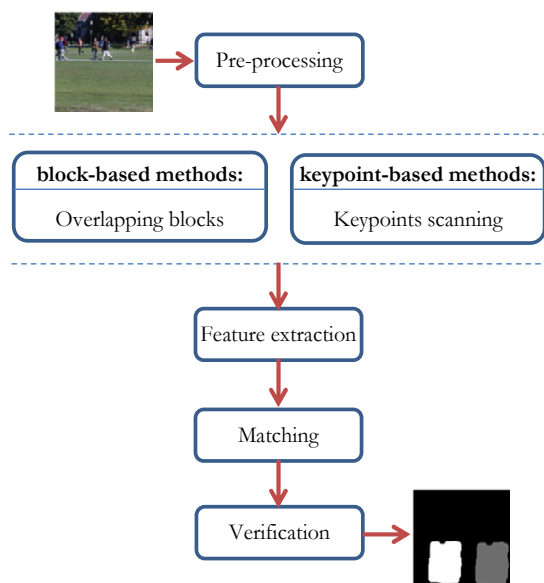 Pre-processing
block-based methods:
Overlapping blocks
keypoint-based methods:
Keypoints scanning
Feature extraction
Matching
Verification